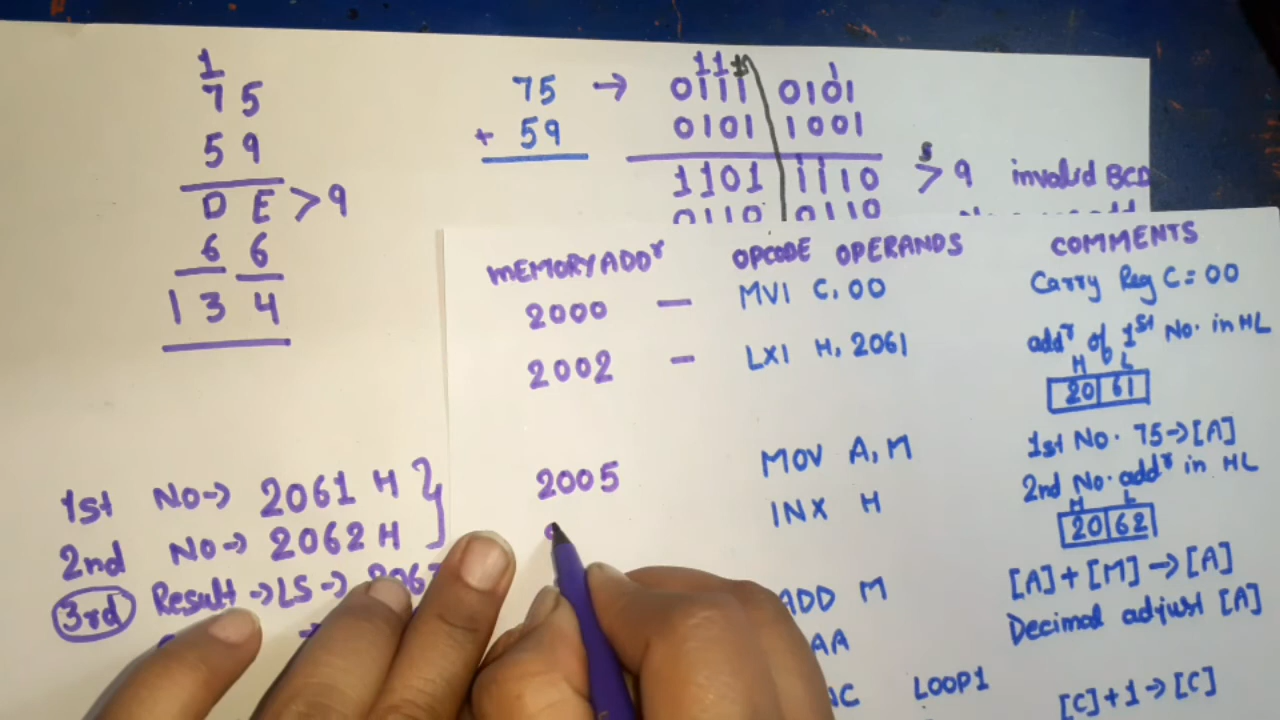 1
75
59
DE > 9
66
134
75 → 0111 0101
+ 59 0101 1001
1101 1110 > 9 invalid BCD
0110 0110
MEMORY ADDr OPCODE OPERANDS COMMENTS
2000 — MVI C, 00 Carry Reg C = 00
2002 — LXI H, 2061 addr of 1st No. in HL
H L
20 61
2005 MOV A, M 1st No. 75 → [A]
INX H 2nd No. addr in HL
H L
20 62
ADD M [A] + [M] → [A]
AA Decimal adjust [A]
LOOP1 [C] + 1 → [C]
1st No → 2061 H
2nd No → 2062 H
3rd Result → LS →